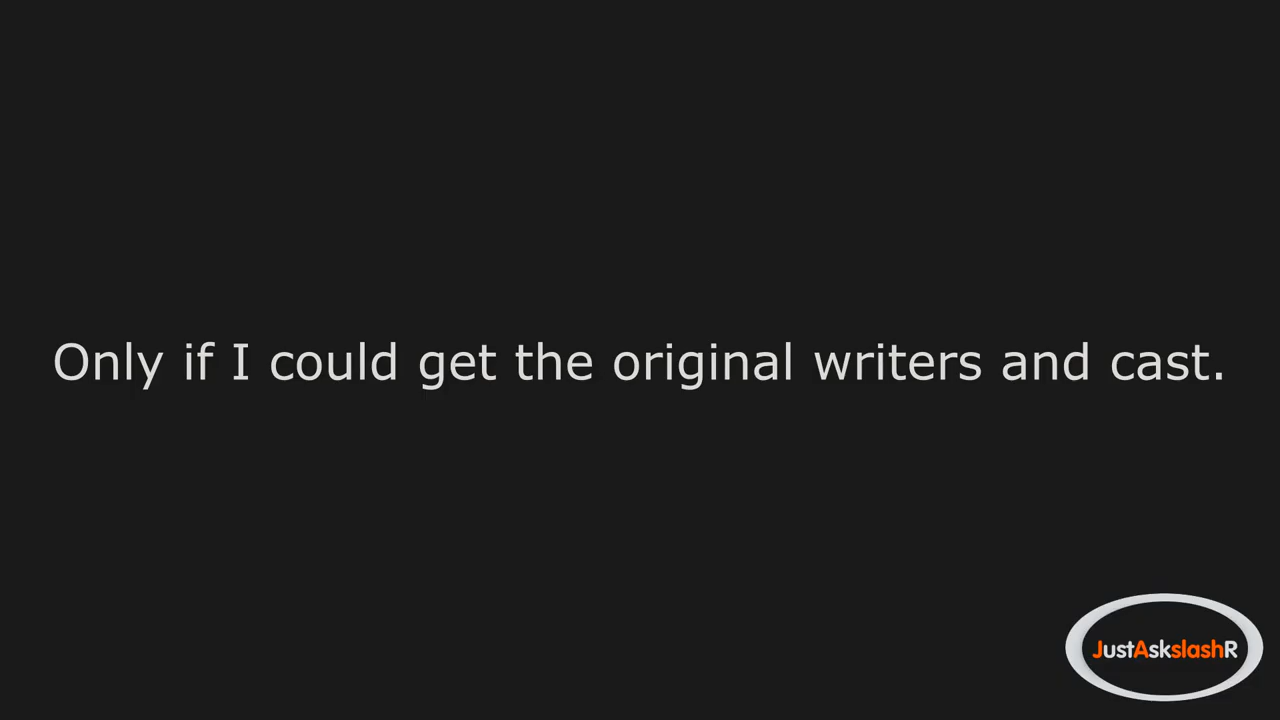 Only if I could get the original writers and cast.
JustAskslashR